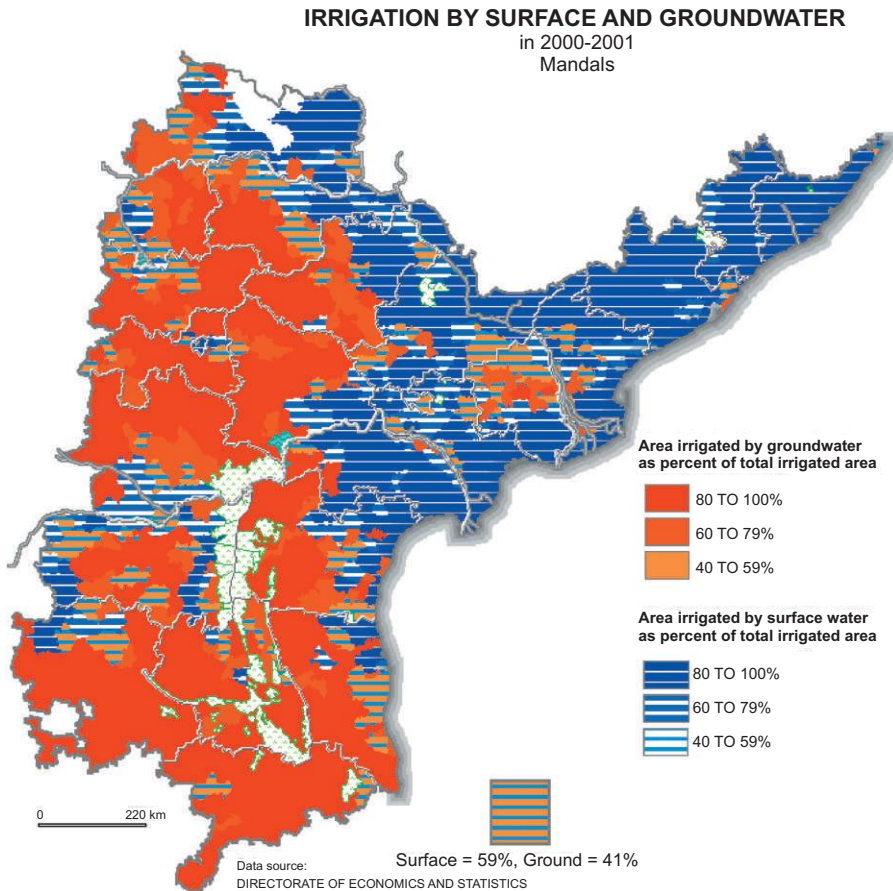 IRRIGATION BY SURFACE AND GROUNDWATER
in 2000-2001
Mandals
Area irrigated by groundwater
as percent of total irrigated area
80 TO 100%
60 TO 79%
40 TO 59%
Area irrigated by surface water
as percent of total irrigated area
80 TO 100%
60 TO 79%
40 TO 59%
0 220 km
Surface = 59%, Ground = 41%
Data source:
DIRECTORATE OF ECONOMICS AND STATISTICS